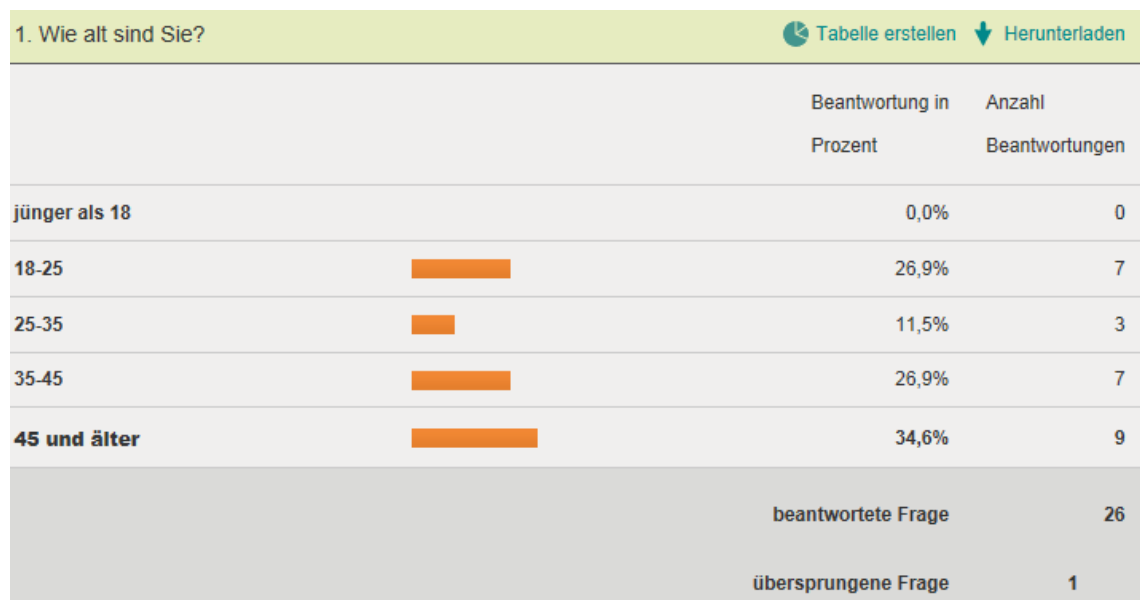 1. Wie alt sind Sie? Tabelle erstellen Herunterladen
Beantwortung in Anzahl
Prozent Beantwortungen
jünger als 18 0,0% 0
18-25 26,9% 7
25-35 11,5% 3
35-45 26,9% 7
45 und älter 34,6% 9
beantwortete Frage 26
übersprungene Frage 1